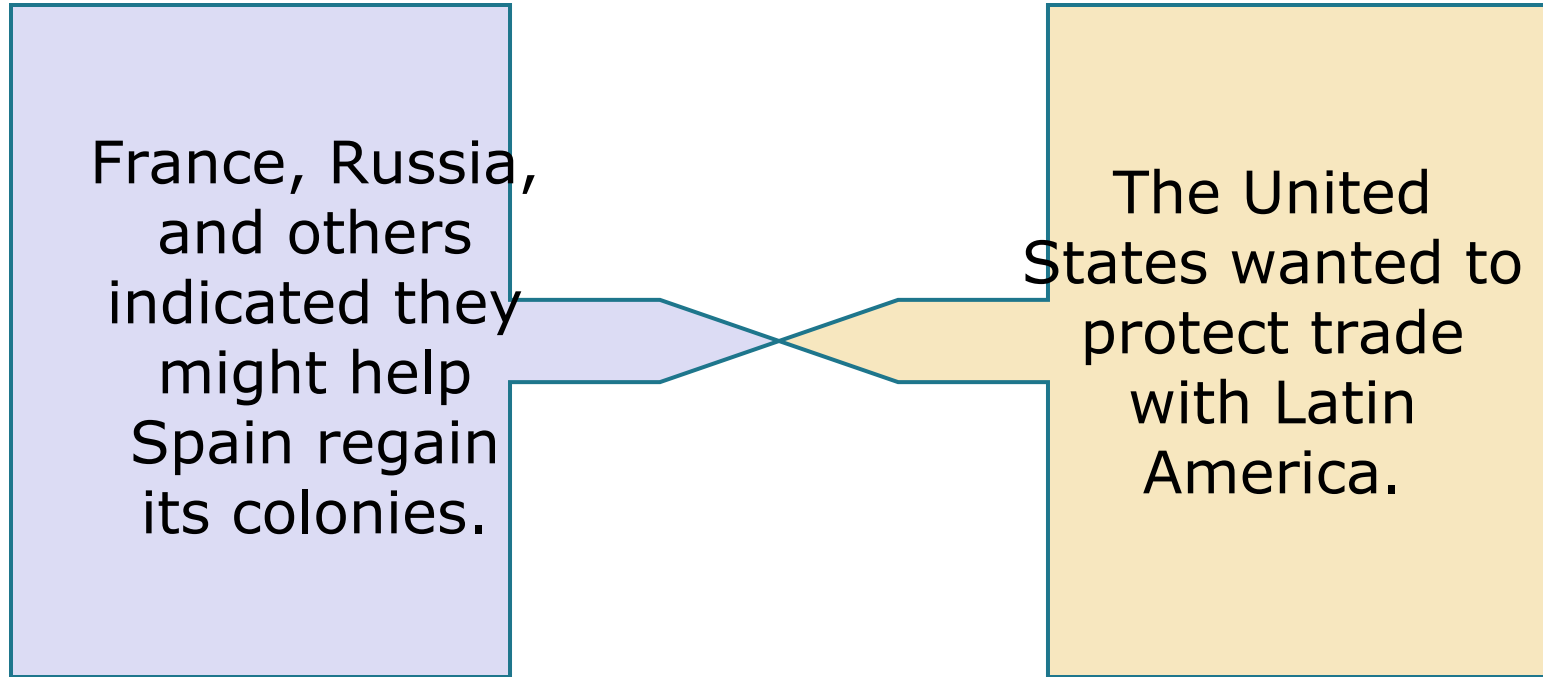 France, Russia,
and others
indicated they
might help
Spain regain
its colonies.
The United
States wanted to
protect trade
with Latin
America.